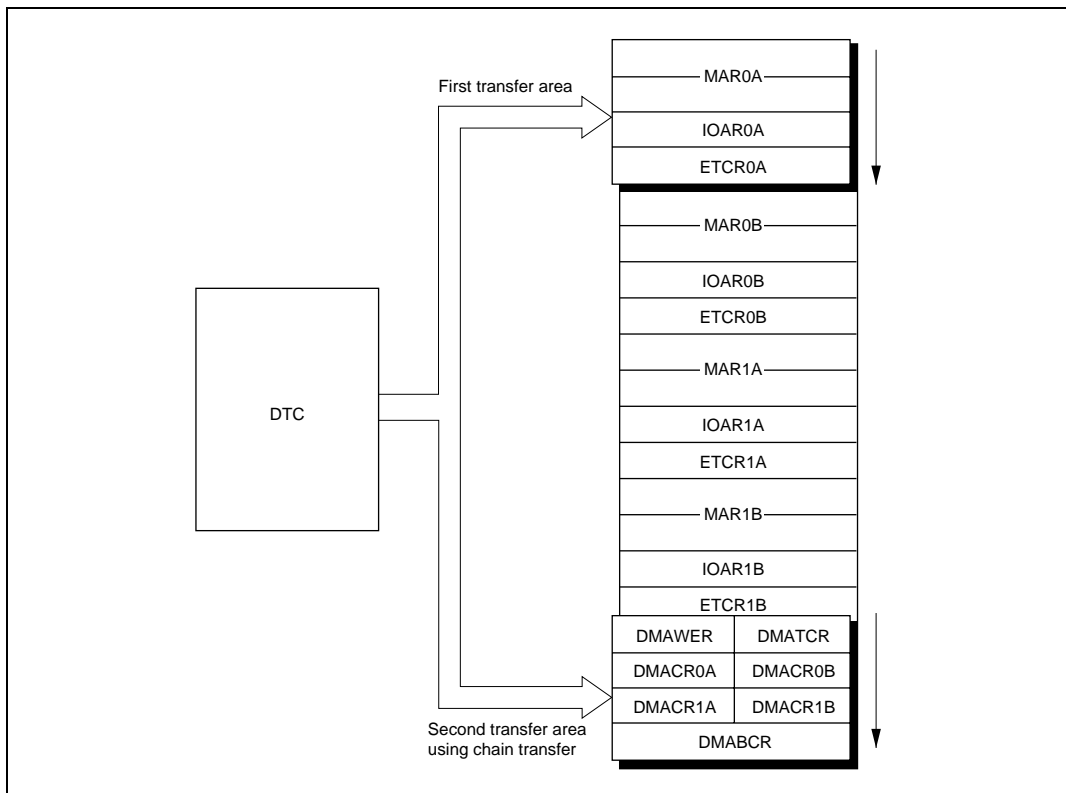 First transfer area
MAR0A
IOAR0A
ETCR0A
MAR0B
IOAR0B
ETCR0B
MAR1A
DTC
IOAR1A
ETCR1A
MAR1B
IOAR1B
ETCR1B
DMAWER DMATCR
DMACR0A DMACR0B
DMACR1A DMACR1B
Second transfer area
using chain transfer
DMABCR